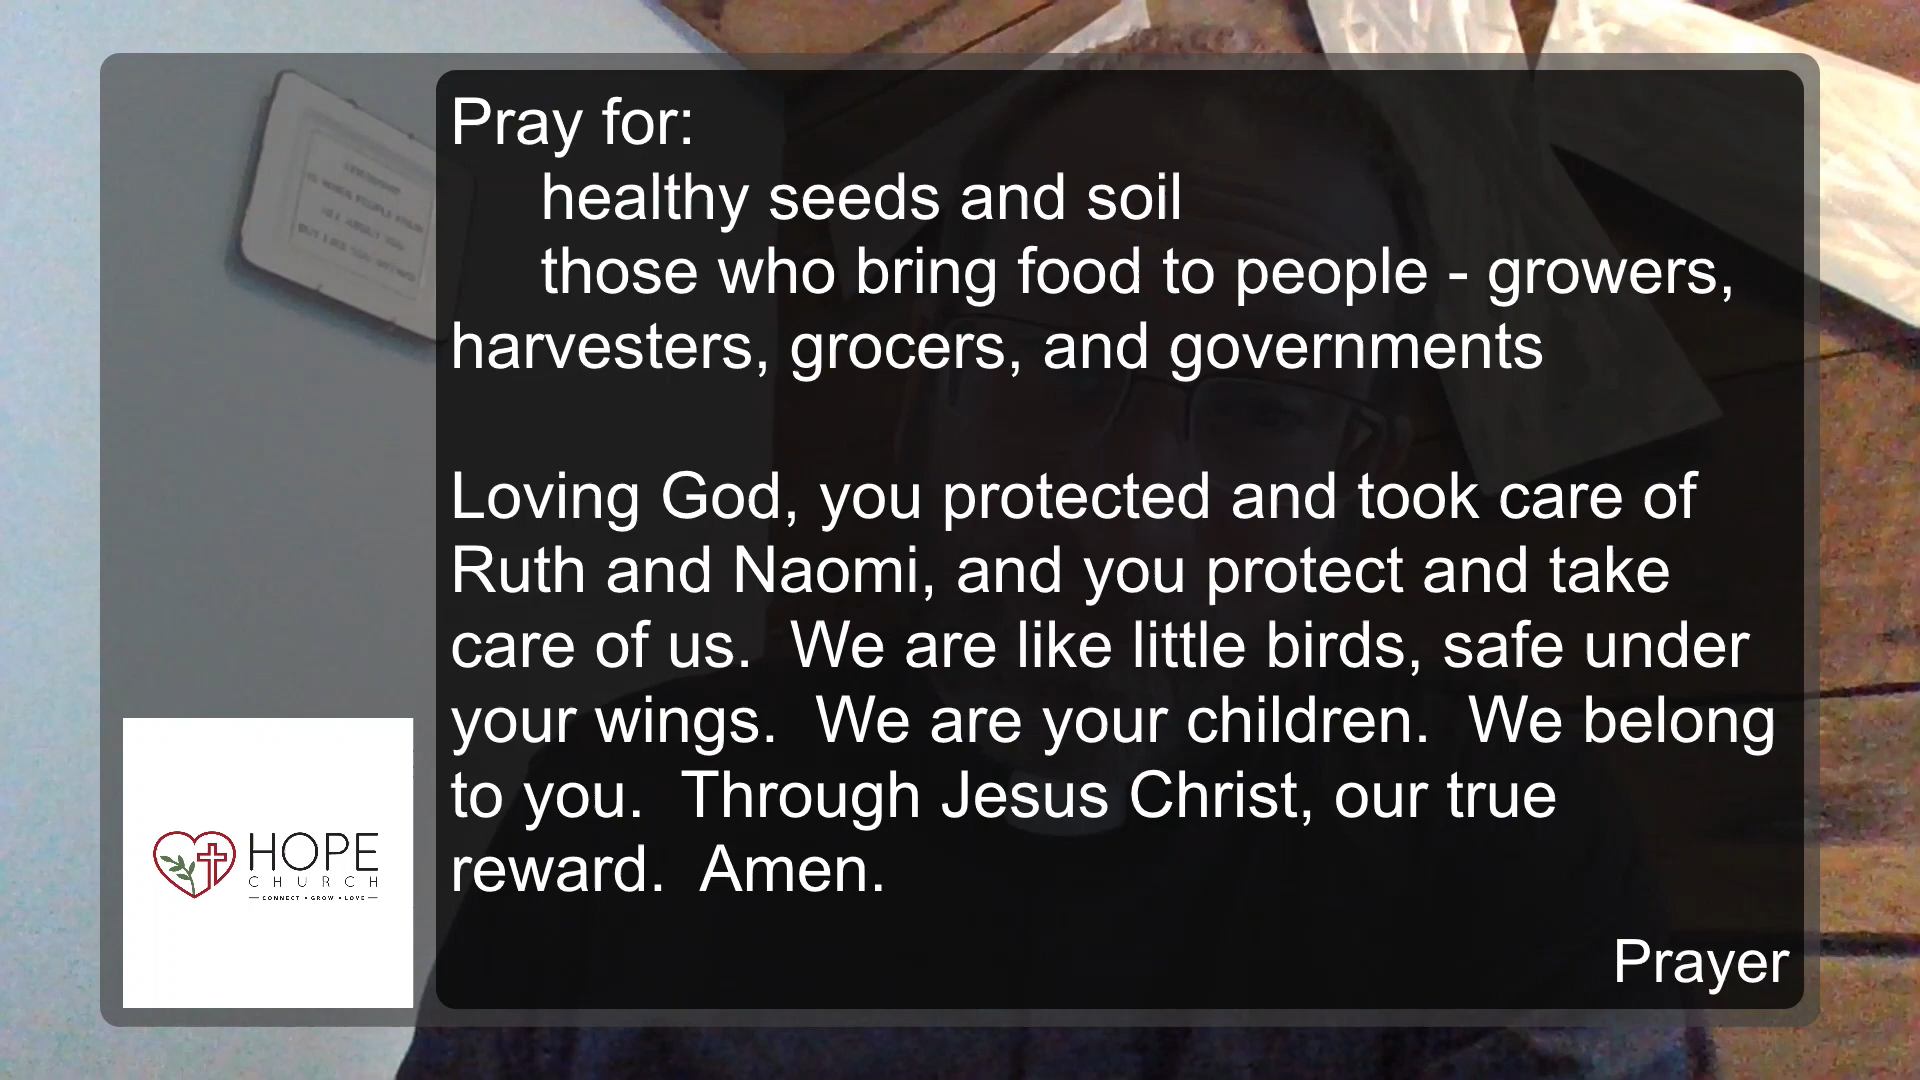 Pray for:
healthy seeds and soil
those who bring food to people - growers,
harvesters, grocers, and governments
Loving God, you protected and took care of
Ruth and Naomi, and you protect and take
care of us. We are like little birds, safe under
your wings. We are your children. We belong
to you. Through Jesus Christ, our true
reward. Amen.
Prayer
HOPE
CHURCH
CONNECT • GROW • LOVE